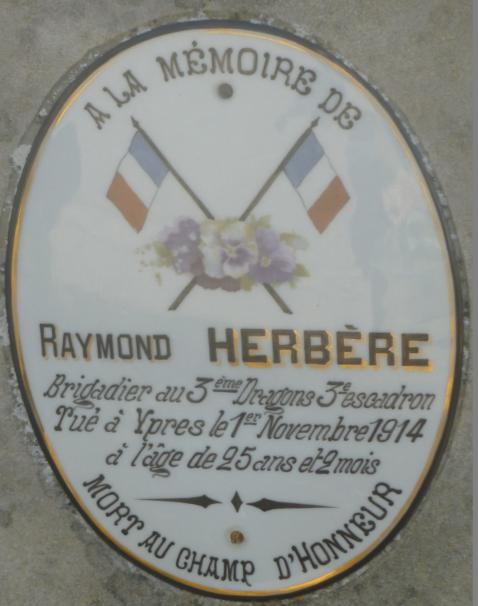 A LA MÉMOIRE DE
RAYMOND HERBÈRE
Brigadier au 3ème Dragons 3e escadron
Tué à Ypres le 1er Novembre 1914
à l'âge de 25 ans et 2 mois
MORT AU CHAMP D'HONNEUR